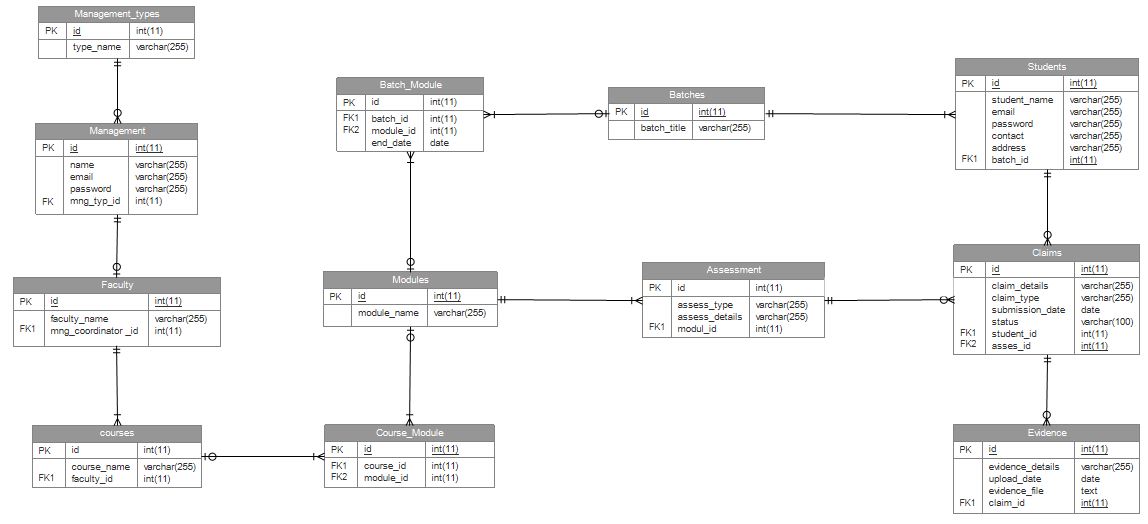 Management_types
PK id int(11)
type_name varchar(255)
Management
PK id int(11)
name varchar(255)
email varchar(255)
password varchar(255)
FK mng_typ_id int(11)
Faculty
PK id int(11)
faculty_name varchar(255)
FK1 mng_coordinator _id int(11)
courses
PK id int(11)
course_name varchar(255)
FK1 faculty_id int(11)
Batch_Module
PK id int(11)
FK1 batch_id int(11)
FK2 module_id int(11)
end_date date
Modules
PK id int(11)
module_name varchar(255)
Course_Module
PK id int(11)
FK1 course_id int(11)
FK2 module_id int(11)
Batches
PK id int(11)
batch_title varchar(255)
Assessment
PK id int(11)
assess_type varchar(255)
assess_details varchar(255)
FK1 modul_id int(11)
Students
PK id int(11)
student_name varchar(255)
email varchar(255)
password varchar(255)
contact varchar(255)
address varchar(255)
FK1 batch_id int(11)
Claims
PK id int(11)
claim_details varchar(255)
claim_type varchar(255)
submission_date date
status varchar(100)
FK1 student_id int(11)
FK2 asses_id int(11)
Evidence
PK id int(11)
evidence_details varchar(255)
upload_date date
evidence_file text
FK1 claim_id int(11)